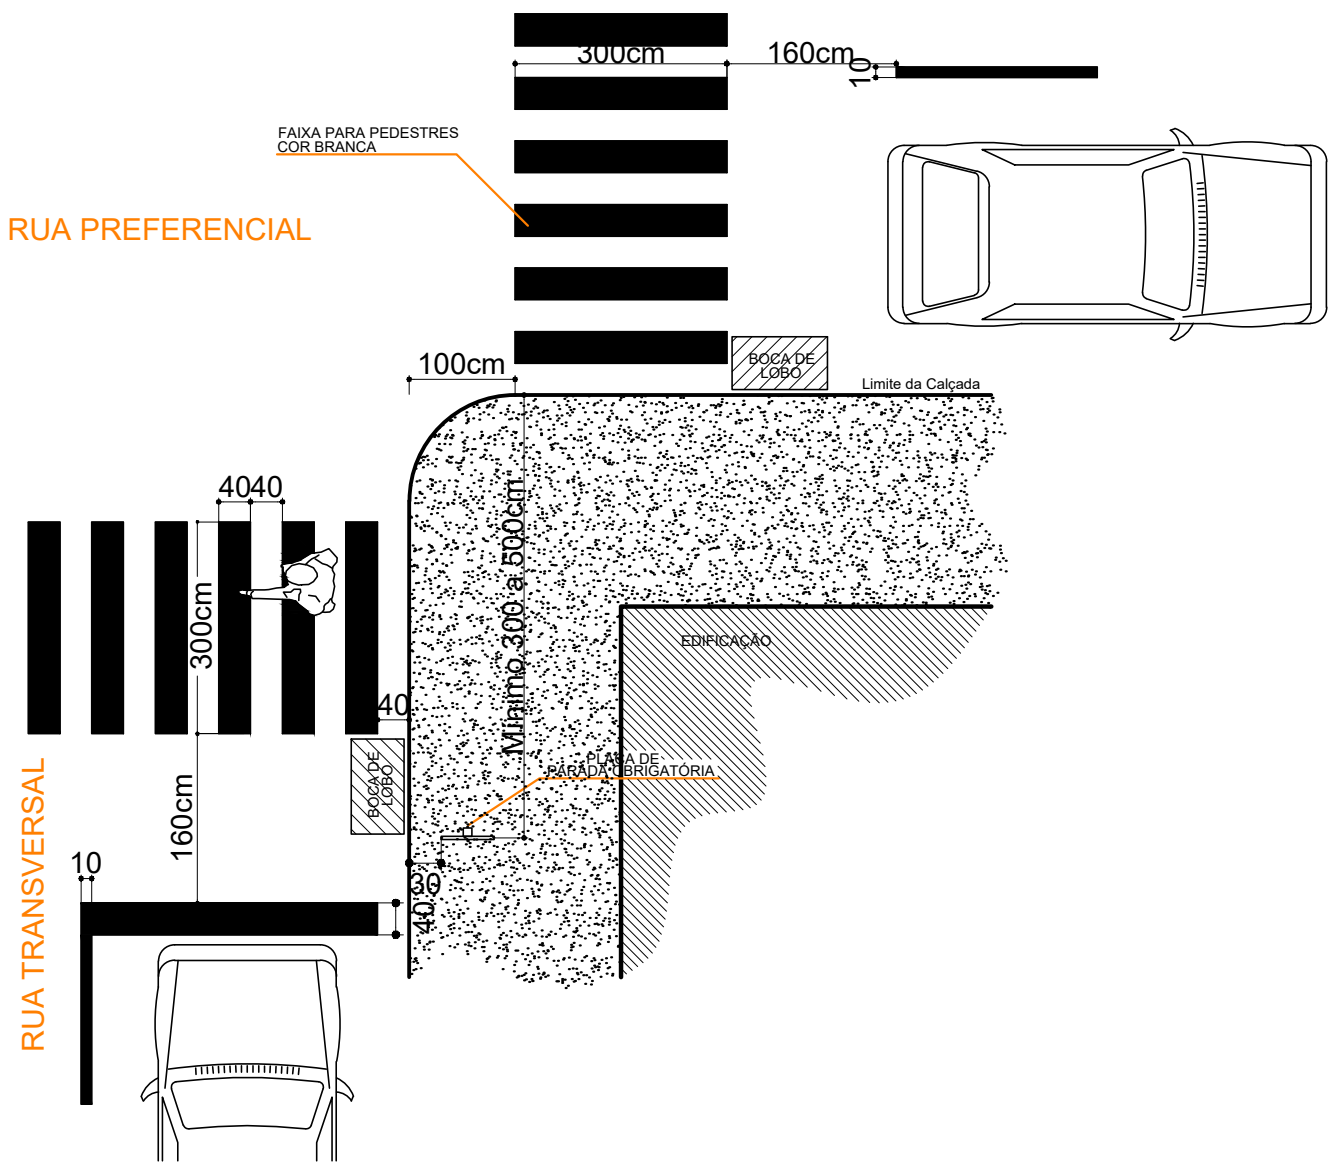 300cm
160cm
10
FAIXA PARA PEDESTRES
COR BRANCA
RUA PREFERENCIAL
BOCA DE
LOBO
100cm
Limite da Calçada
4040
Mínimo 300 a 500cm
300cm
EDIFICAÇÃO
40
BOCA DE
LOBO
PLACA DE
PARADA OBRIGATÓRIA
160cm
RUA TRANSVERSAL
10
30
40